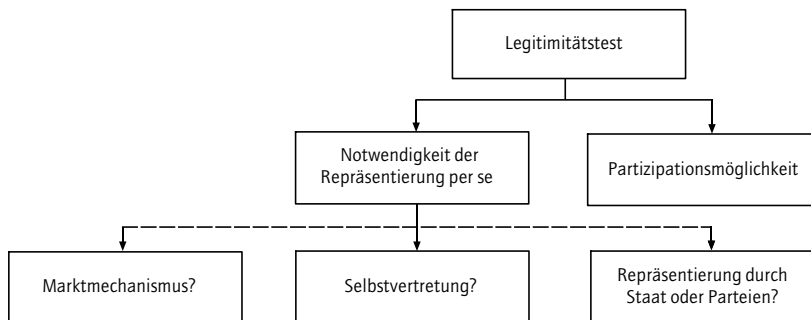 Legitimitätstest
Notwendigkeit der
Repräsentierung per se
Partizipationsmöglichkeit
Marktmechanismus?
Selbstvertretung?
Repräsentierung durch
Staat oder Parteien?